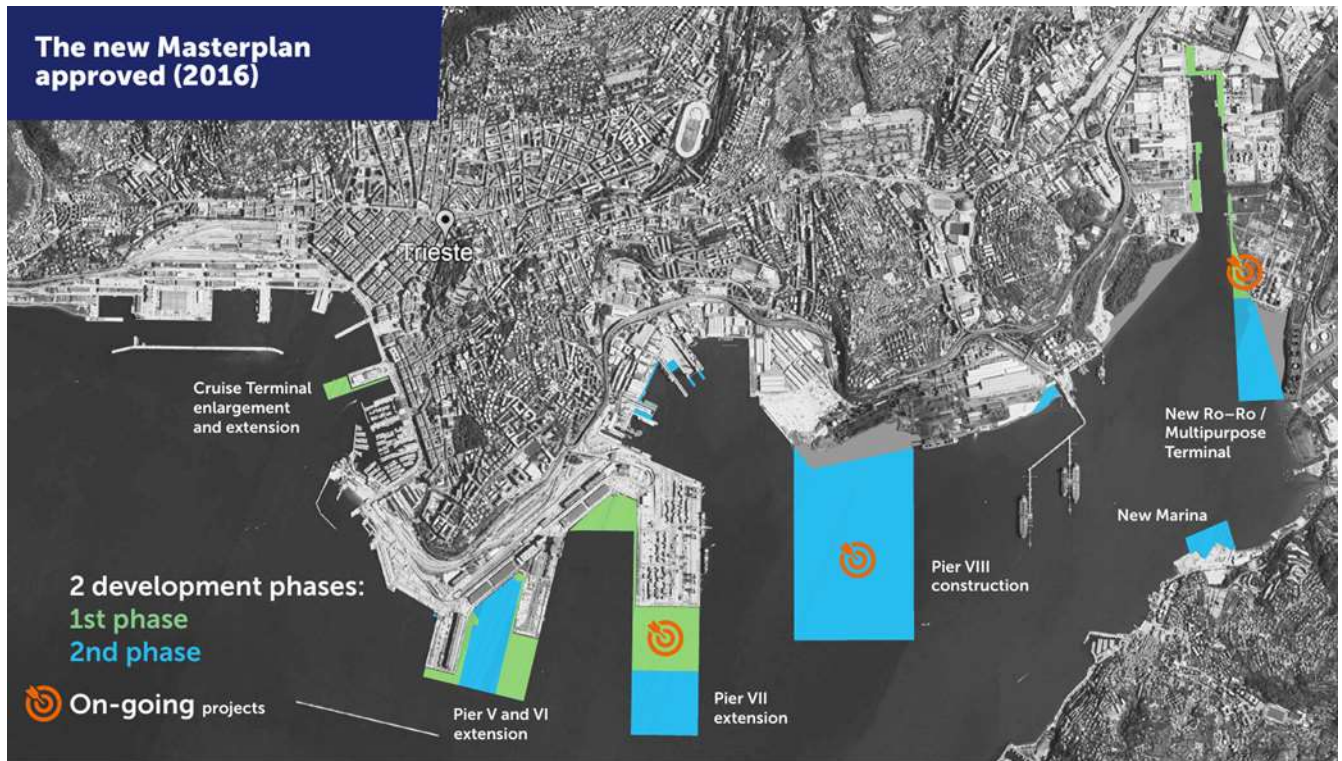 The new Masterplan
approved (2016)
Trieste
Cruise Terminal
enlargement
and extension
New Ro–Ro /
Multipurpose
Terminal
New Marina
Pier VIII
construction
2 development phases:
1st phase
2nd phase
On-going projects
Pier V and VI
extension
Pier VII
extension